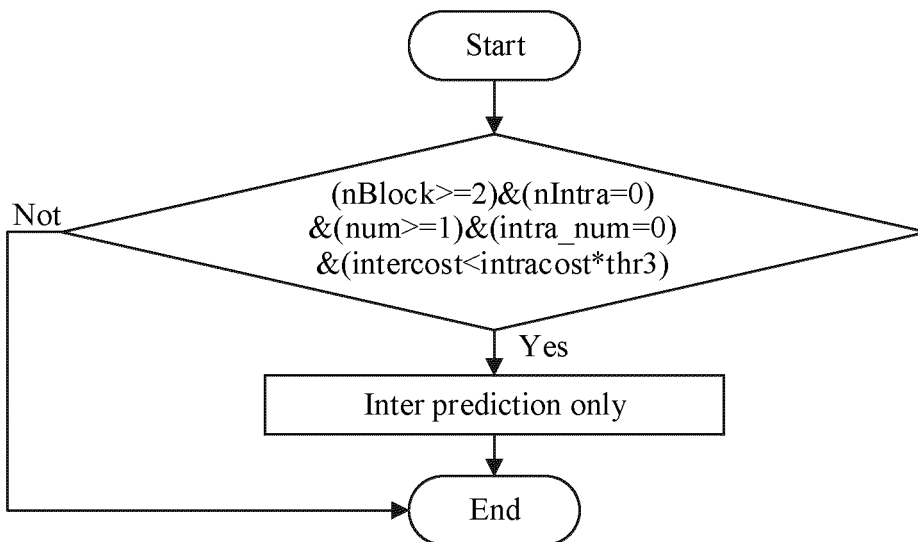 Start
(nBlock>=2)&(nIntra=0)
Not
&(num>=1)&(intra_num=0)
&(intercost<intracost*thr3)
Yes
Inter prediction only
End